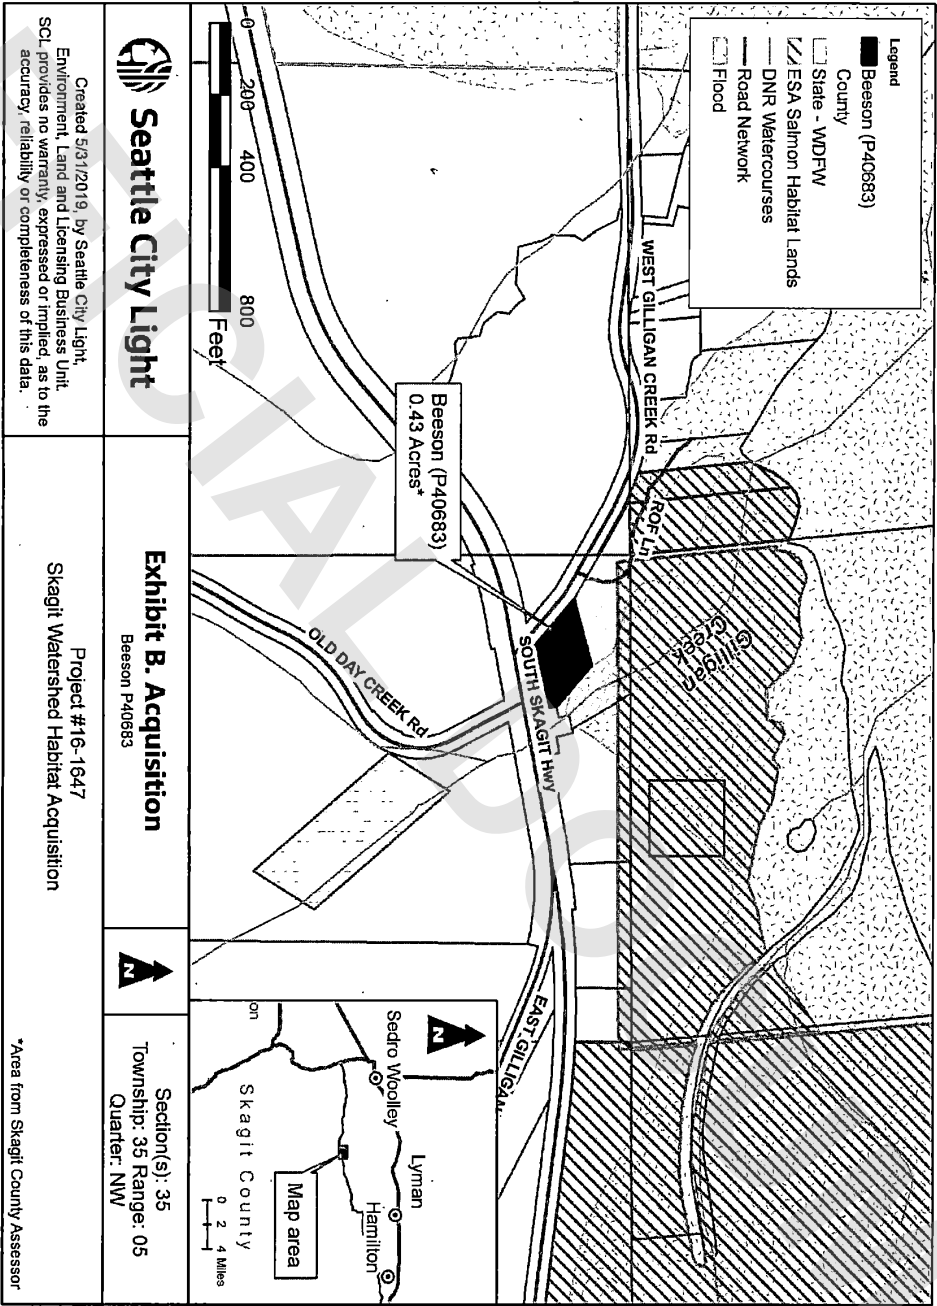 Legend
Beeson (P40683)
County
State - WDFW
ESA Salmon Habitat Lands
DNR Watercourses
Road Network
Flood
WEST GILLIGAN CREEK Rd
ROF Ln
Gilligan
Creek
Beeson (P40683)
0.43 Acres*
SOUTH SKAGIT Hwy
OLD DAY CREEK Rd
EAST GILLIGAN
0 200 400 800
Feet
N
Sedro Woolley
Lyman
Hamilton
on
Skagit County
Map area
0 2 4 Miles
Seattle City Light
Created 5/31/2019, by Seattle City Light,
Environment, Land and Licensing Business Unit.
SCL provides no warranty, expressed or implied, as to the
accuracy, reliability or completeness of this data.
Exhibit B. Acquisition
Beeson P40683
Project #16-1647
Skagit Watershed Habitat Acquisition
N
Section(s): 35
Township: 35 Range: 05
Quarter: NW
*Area from Skagit County Assessor